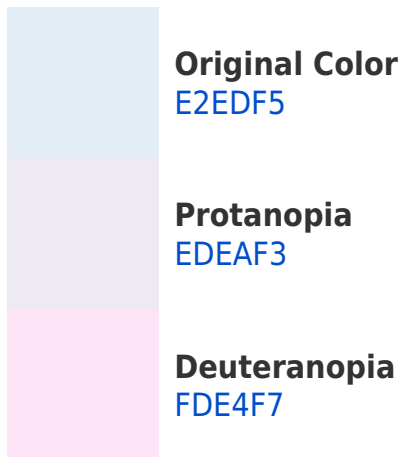 Original Color
E2EDF5
Protanopia
EDEAF3
Deuteranopia
FDE4F7